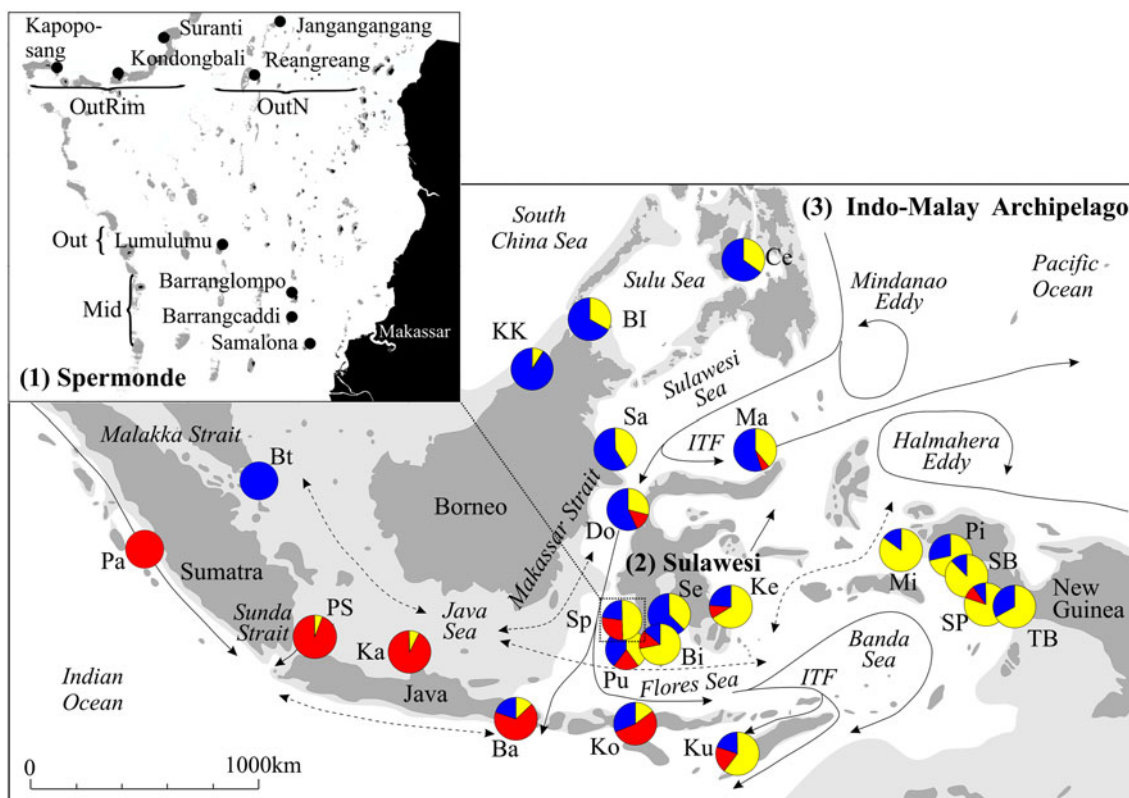 Kapopo-
sang
Suranti
Kondongbali
Jangangangang
Reangreang
OutRim
OutN
Out { Lumulumu
Mid
Barranglompo
Barrangcaddi
Samalona
Makassar
(1) Spermonde
(3) Indo-Malay Archipelago
South
China Sea
Sulu Sea
Ce
Mindanao
Eddy
Pacific
Ocean
BI
KK
Sulawesi
Sea
Malakka Strait
Bt
Sa
ITF
Ma
Halmahera
Eddy
Borneo
Makassar Strait
Do
Pa
Sumatra
(2) Sulawesi
Mi
Pi
SB
SP
TB
New
Guinea
Sunda
Strait
PS
Java
Sea
Sp
Se
Ke
Ka
Java
Pu
Bi
Banda
Sea
Indian
Ocean
Flores Sea
ITF
Ba
Ko
Ku
0
1000km